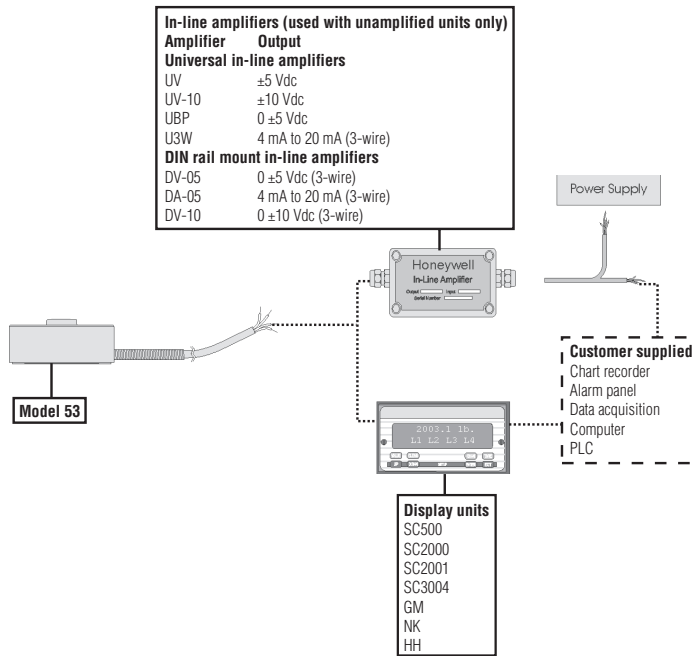 In-line amplifiers (used with unamplified units only)
Amplifier Output
Universal in-line amplifiers
UV ±5 Vdc
UV-10 ±10 Vdc
UBP 0 ±5 Vdc
U3W 4 mA to 20 mA (3-wire)
DIN rail mount in-line amplifiers
DV-05 0 ±5 Vdc (3-wire)
DA-05 4 mA to 20 mA (3-wire)
DV-10 0 ±10 Vdc (3-wire)
Power Supply
Honeywell
In-Line Amplifier
Output Input
Serial Number
Model 53
2003.1 lb.
L1 L2 L3 L4
Customer supplied
Chart recorder
Alarm panel
Data acquisition
Computer
PLC
Display units
SC500
SC2000
SC2001
SC3004
GM
NK
HH